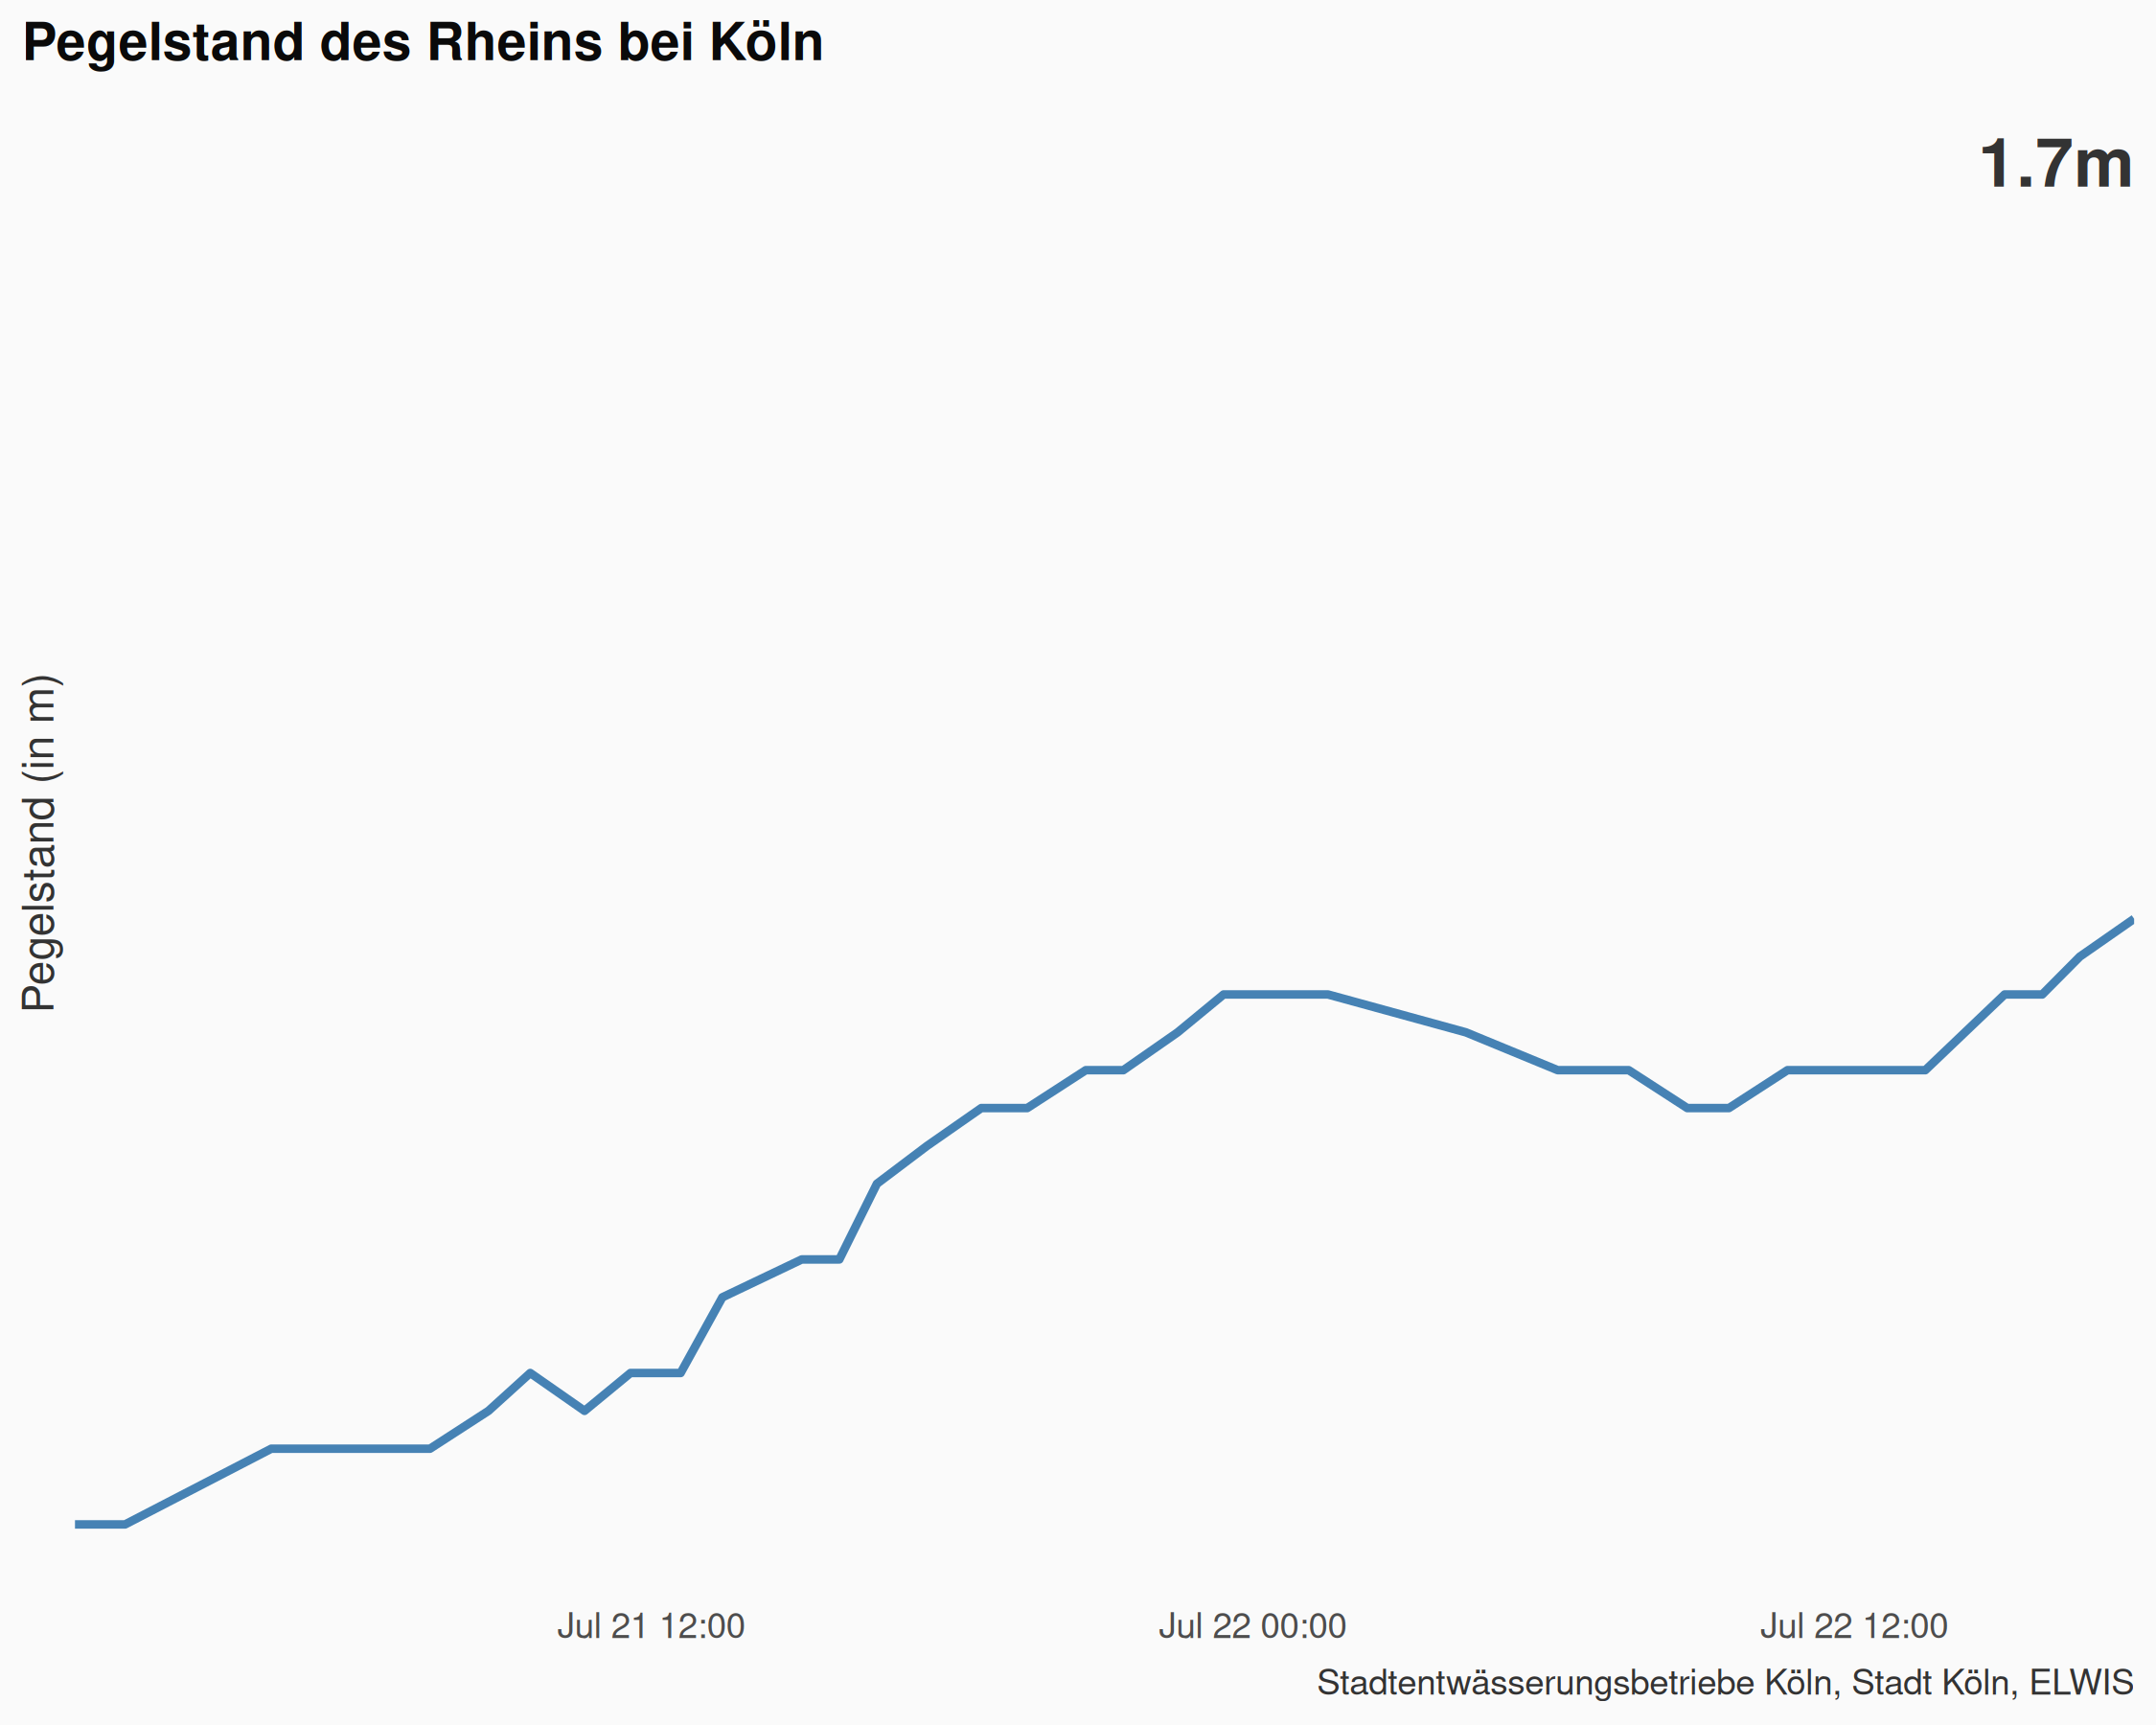 Pegelstand des Rheins bei Köln
1.7m
Pegelstand (in m)
Jul 21 12:00
Jul 22 00:00
Jul 22 12:00
Stadtentwässerungsbetriebe Köln, Stadt Köln, ELWIS